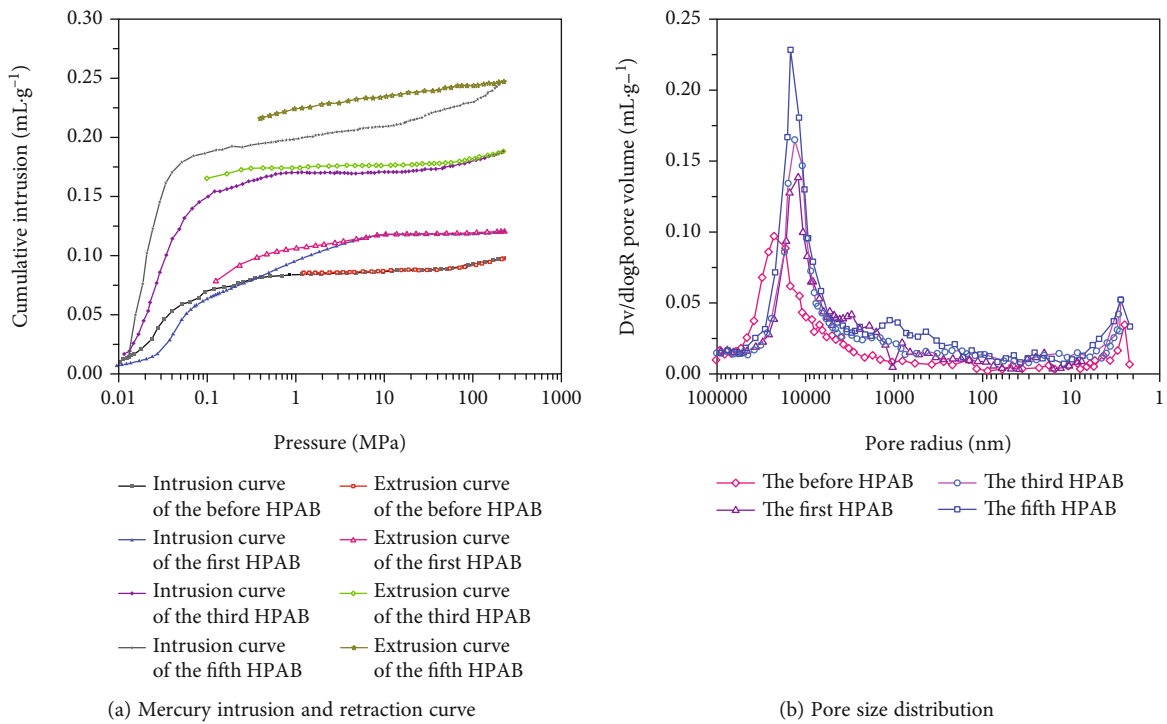 0.30
0.25
0.20
0.15
0.10
0.05
0.00
Cumulative intrusion (mL·g⁻¹)
0.01
0.1
1
10
100
1000
Pressure (MPa)
Intrusion curve
of the before HPAB
Intrusion curve
of the first HPAB
Intrusion curve
of the third HPAB
Intrusion curve
of the fifth HPAB
Extrusion curve
of the before HPAB
Extrusion curve
of the first HPAB
Extrusion curve
of the third HPAB
Extrusion curve
of the fifth HPAB
(a) Mercury intrusion and retraction curve
0.25
0.20
0.15
0.10
0.05
0.00
Dv/dlogR pore volume (mL·g–¹)
100000
10000
1000
100
10
1
Pore radius (nm)
The before HPAB
The first HPAB
The third HPAB
The fifth HPAB
(b) Pore size distribution